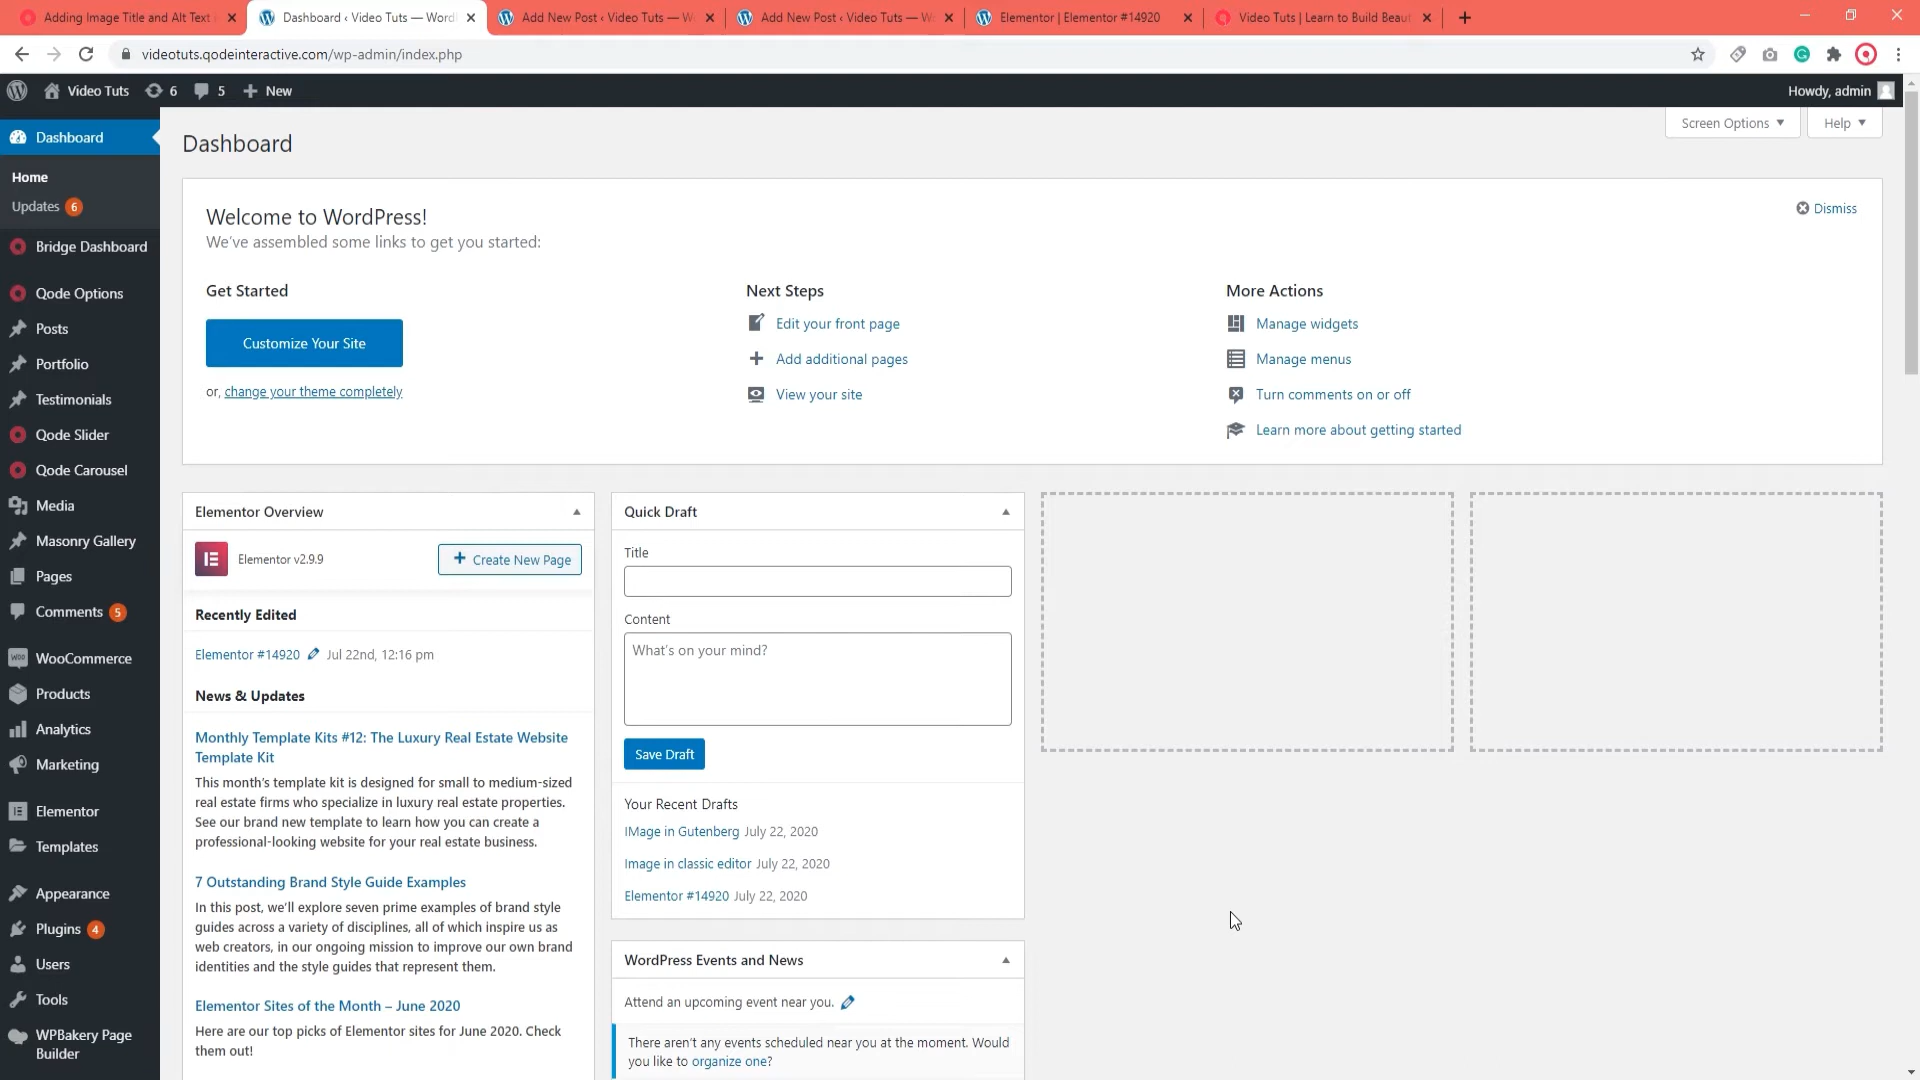 Adding Image Title and Alt Text
Dashboard ‹ Video Tuts — Word
Add New Post ‹ Video Tuts — W
Add New Post ‹ Video Tuts — Wo
Elementor | Elementor #14920
Video Tuts | Learn to Build Beaut
videotuts.qodeinteractive.com/wp-admin/index.php
Video Tuts
6
5
New
Howdy, admin
Dashboard
Home
Updates 6
Bridge Dashboard
Qode Options
Posts
Portfolio
Testimonials
Qode Slider
Qode Carousel
Media
Masonry Gallery
Pages
Comments 5
WooCommerce
Products
Analytics
Marketing
Elementor
Templates
Appearance
Plugins 4
Users
Tools
WPBakery Page
Builder
Dashboard
Screen Options
Help
Welcome to WordPress!
We've assembled some links to get you started:
Dismiss
Get Started
Customize Your Site
or, change your theme completely
Next Steps
Edit your front page
Add additional pages
View your site
More Actions
Manage widgets
Manage menus
Turn comments on or off
Learn more about getting started
Elementor Overview
Elementor v2.9.9
Create New Page
Recently Edited
Elementor #14920 Jul 22nd, 12:16 pm
News & Updates
Monthly Template Kits #12: The Luxury Real Estate Website
Template Kit
This month's template kit is designed for small to medium-sized
real estate firms who specialize in luxury real estate properties.
See our brand new template to learn how you can create a
professional-looking website for your real estate business.
7 Outstanding Brand Style Guide Examples
In this post, we'll explore seven prime examples of brand style
guides across a variety of disciplines, all of which inspire us as
web creators, in our ongoing mission to improve our own brand
identities and the style guides that represent them.
Elementor Sites of the Month – June 2020
Here are our top picks of Elementor sites for June 2020. Check
them out!
Quick Draft
Title
Content
What's on your mind?
Save Draft
Your Recent Drafts
IMage in Gutenberg July 22, 2020
Image in classic editor July 22, 2020
Elementor #14920 July 22, 2020
WordPress Events and News
Attend an upcoming event near you.
There aren't any events scheduled near you at the moment. Would
you like to organize one?